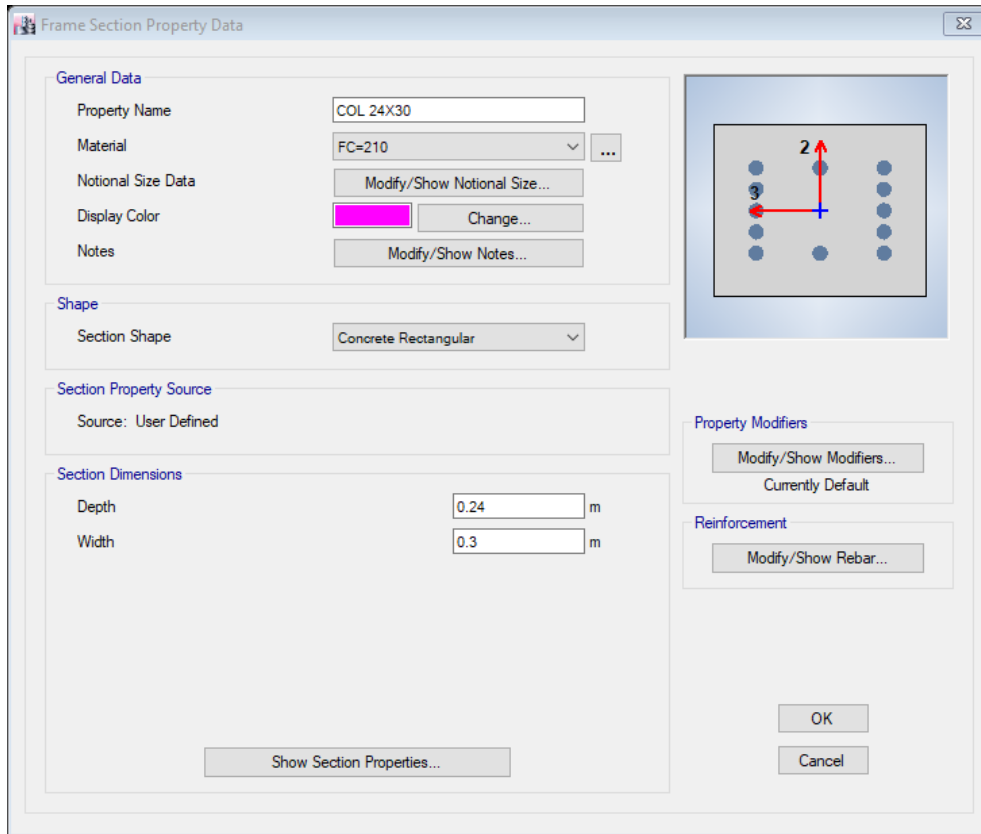 Frame Section Property Data
General Data
Property Name COL 24X30
Material FC=210 ...
Notional Size Data Modify/Show Notional Size...
Display Color Change...
Notes Modify/Show Notes...
2
3
Shape
Section Shape Concrete Rectangular
Section Property Source
Source: User Defined
Property Modifiers
Modify/Show Modifiers...
Currently Default
Section Dimensions
Depth 0.24 m
Width 0.3 m
Reinforcement
Modify/Show Rebar...
OK
Show Section Properties...
Cancel